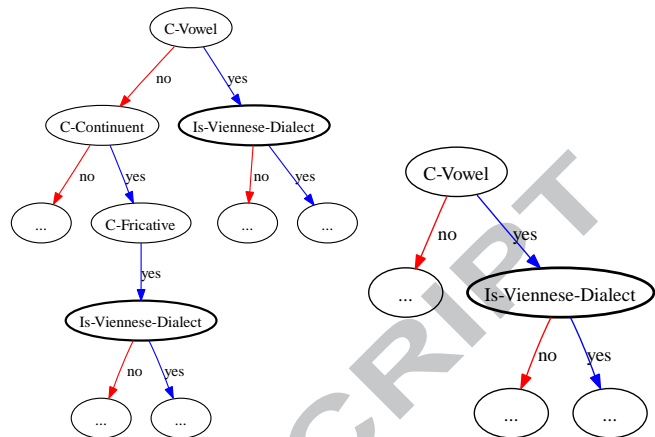 C-Vowel
no
yes
C-Continuent
Is-Viennese-Dialect
no
yes
no
yes
...
C-Fricative
...
...
yes
Is-Viennese-Dialect
no
yes
...
...
C-Vowel
no
yes
...
Is-Viennese-Dialect
no
yes
...
...
CRIPT